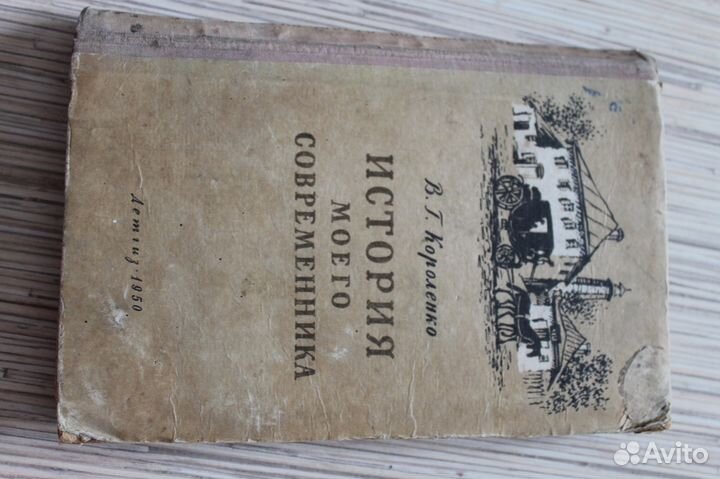 В. Г. Короленко
ИСТОРИЯ
МОЕГО
СОВРЕМЕННИКА
Детгиз · 1950
Avito